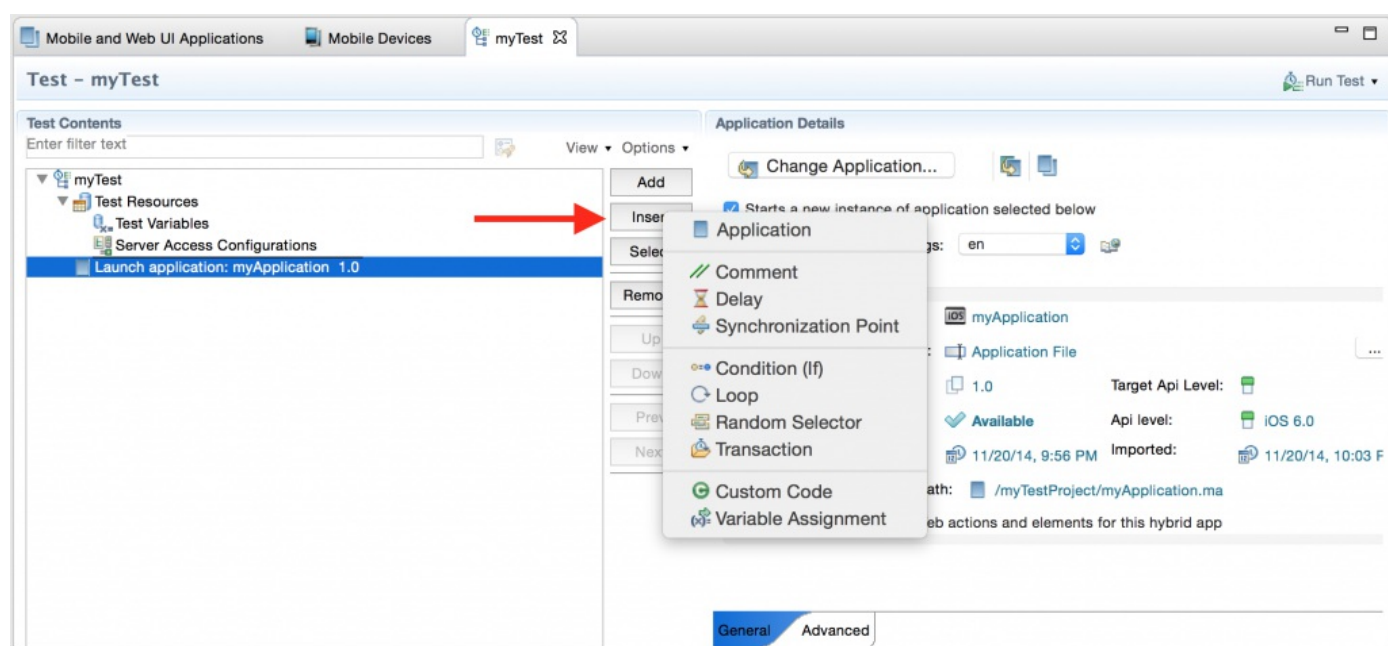 Mobile and Web UI Applications
Mobile Devices
myTest
Test – myTest
Run Test
Test Contents
Enter filter text
View
Options
myTest
Test Resources
Test Variables
Server Access Configurations
Launch application: myApplication 1.0
Add
Inser
Selec
Remo
Up
Dow
Prev
Nex
Application
Comment
Delay
Synchronization Point
Condition (If)
Loop
Random Selector
Transaction
Custom Code
Variable Assignment
Application Details
Change Application...
Starts a new instance of application selected below
gs: en
iOS myApplication
: Application File
...
1.0
Target Api Level:
Available
Api level: iOS 6.0
11/20/14, 9:56 PM
Imported: 11/20/14, 10:03 P
ath: /myTestProject/myApplication.ma
eb actions and elements for this hybrid app
General
Advanced